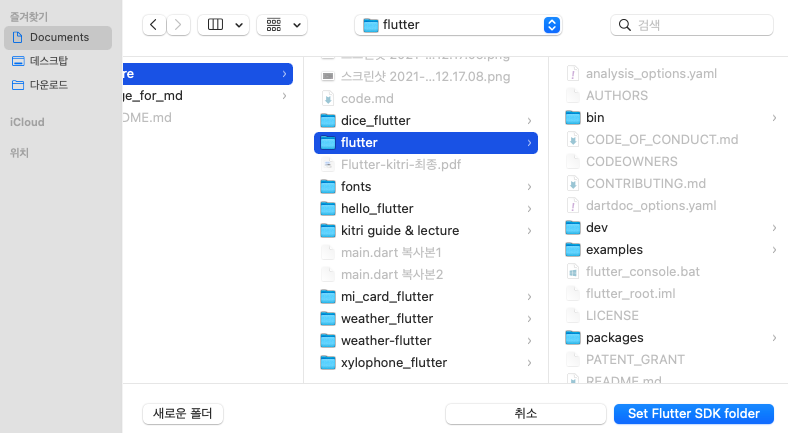 즐겨찾기
Documents
데스크탑
다운로드
iCloud
위치
flutter
검색
re
ge_for_md
DME.md
스크린샷 2021-...12.17.08.png
code.md
dice_flutter
flutter
Flutter-kitri-최종.pdf
fonts
hello_flutter
kitri guide & lecture
main.dart 복사본1
main.dart 복사본2
mi_card_flutter
weather_flutter
weather-flutter
xylophone_flutter
analysis_options.yaml
AUTHORS
bin
CODE_OF_CONDUCT.md
CODEOWNERS
CONTRIBUTING.md
dartdoc_options.yaml
dev
examples
flutter_console.bat
flutter_root.iml
LICENSE
packages
PATENT_GRANT
README.md
새로운 폴더
취소
Set Flutter SDK folder